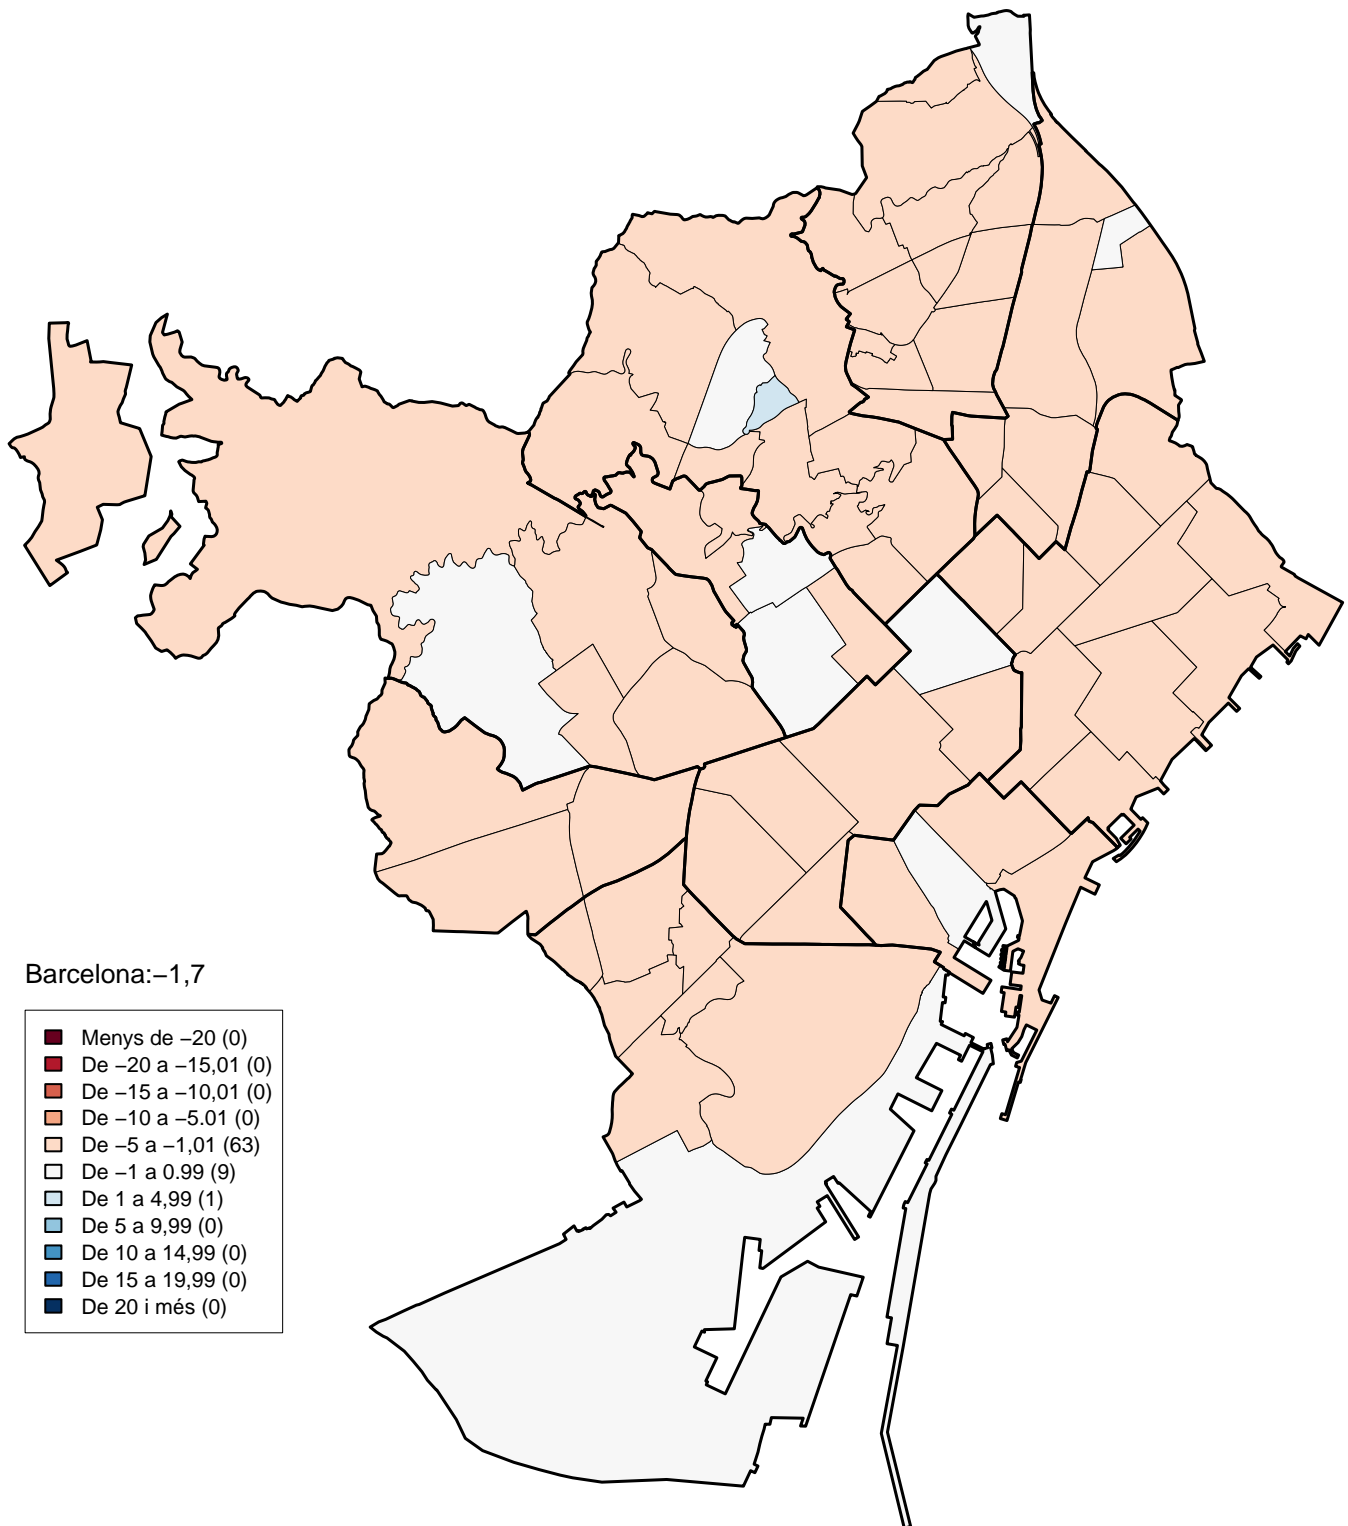 Barcelona:−1,7
Menys de −20 (0)
De −20 a −15,01 (0)
De −15 a −10,01 (0)
De −10 a −5.01 (0)
De −5 a −1,01 (63)
De −1 a 0.99 (9)
De 1 a 4,99 (1)
De 5 a 9,99 (0)
De 10 a 14,99 (0)
De 15 a 19,99 (0)
De 20 i més (0)